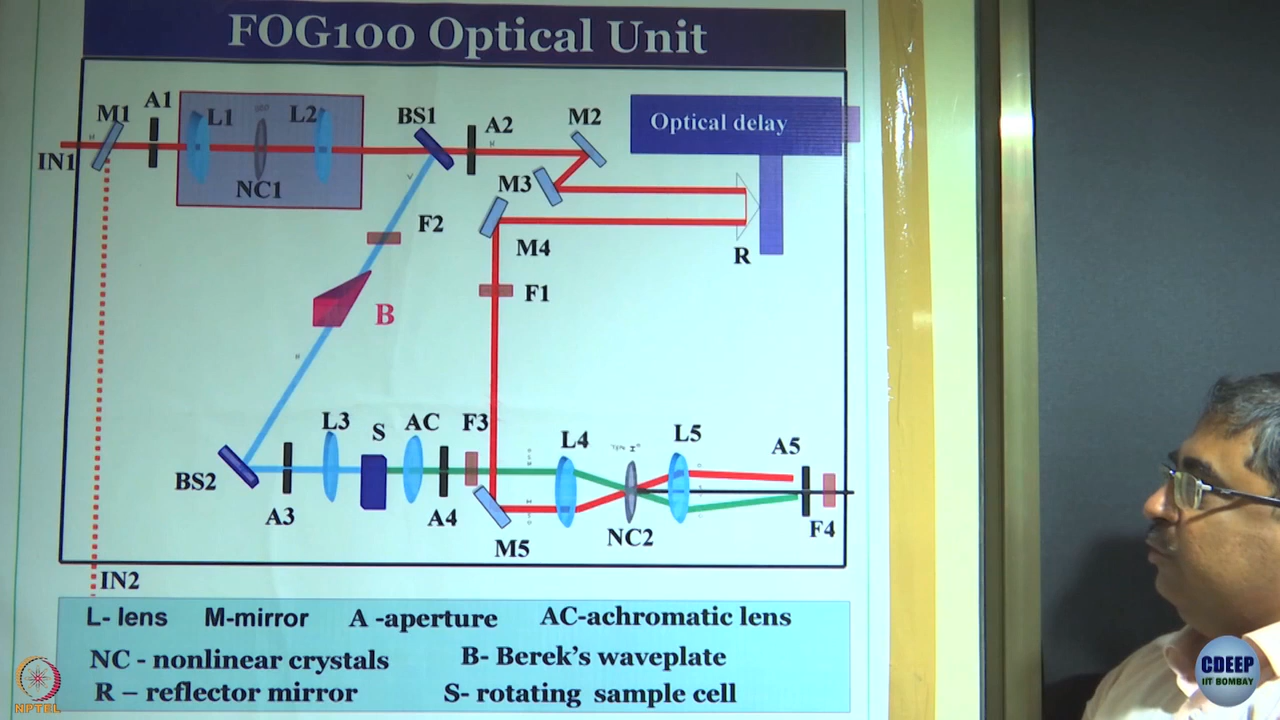 FOG100 Optical Unit
M1
A1
L1
L2
NC1
BS1
A2
M2
Optical delay
IN1
M3
M4
R
F2
F1
B
L3
S
AC
F3
L4
L5
A5
BS2
A3
A4
M5
NC2
F4
IN2
L- lens M-mirror A -aperture AC-achromatic lens
NC - nonlinear crystals B- Berek's waveplate
R – reflector mirror S- rotating sample cell
NPTEL
CDEEP
IIT BOMBAY